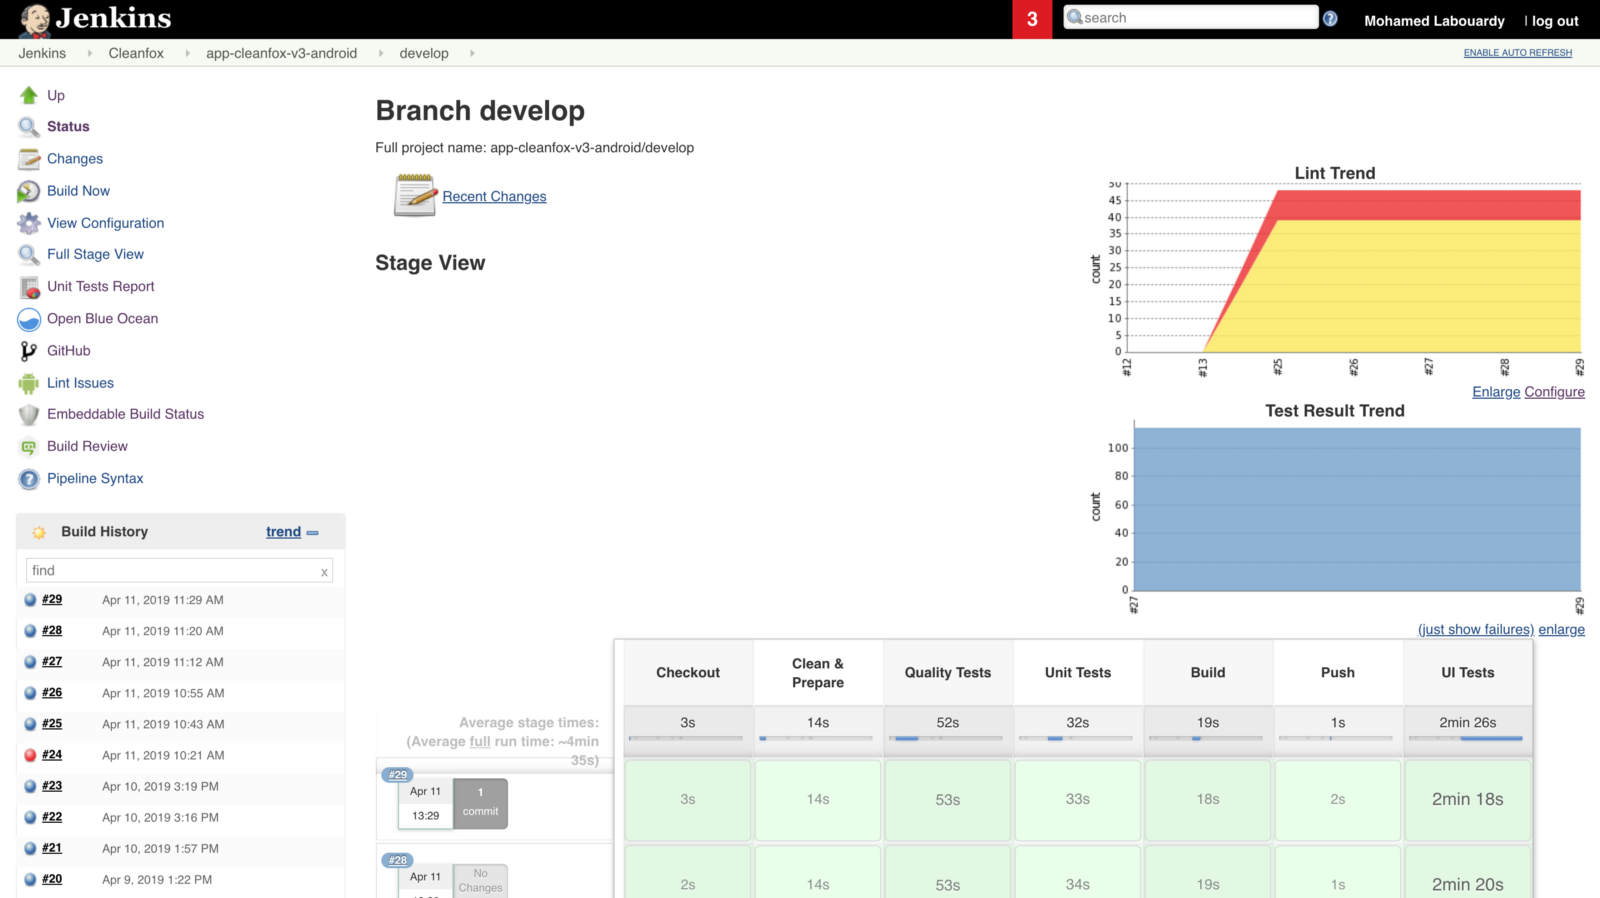 Jenkins
3
search
Mohamed Labouardy
| log out
Jenkins
Cleanfox
app-cleanfox-v3-android
develop
ENABLE AUTO REFRESH
Up
Status
Changes
Build Now
View Configuration
Full Stage View
Unit Tests Report
Open Blue Ocean
GitHub
Lint Issues
Embeddable Build Status
Build Review
Pipeline Syntax
Build History
trend
find
x
#29 Apr 11, 2019 11:29 AM
#28 Apr 11, 2019 11:20 AM
#27 Apr 11, 2019 11:12 AM
#26 Apr 11, 2019 10:55 AM
#25 Apr 11, 2019 10:43 AM
#24 Apr 11, 2019 10:21 AM
#23 Apr 10, 2019 3:19 PM
#22 Apr 10, 2019 3:16 PM
#21 Apr 10, 2019 1:57 PM
#20 Apr 9, 2019 1:22 PM
Branch develop
Full project name: app-cleanfox-v3-android/develop
Recent Changes
Stage View
Lint Trend
50
45
40
35
30
25
20
15
10
5
0
count
#12 #13 #25 #26 #27 #28 #29
Enlarge Configure
Test Result Trend
100
80
60
40
20
0
count
#27 #29
(just show failures) enlarge
Checkout
Clean &
Prepare
Quality Tests
Unit Tests
Build
Push
UI Tests
Average stage times:
(Average full run time: ~4min
35s)
3s 14s 52s 32s 19s 1s 2min 26s
#29
Apr 11
13:29
1
commit
3s 14s 53s 33s 18s 2s 2min 18s
#28
Apr 11
No
Changes
2s 14s 53s 34s 19s 1s 2min 20s